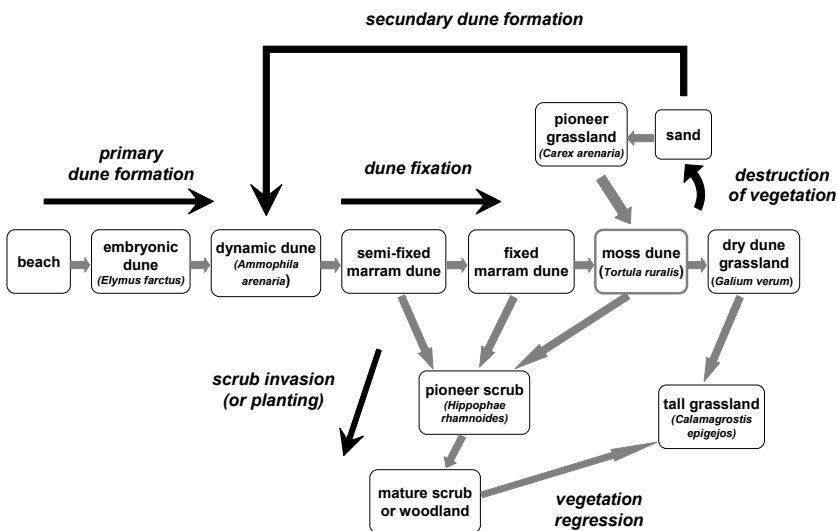 secundary dune formation
pioneer
grassland
(Carex arenaria)
sand
primary
dune formation
dune fixation
destruction
of vegetation
beach
embryonic
dune
(Elymus farctus)
dynamic dune
(Ammophila
arenaria)
semi-fixed
marram dune
fixed
marram dune
moss dune
(Tortula ruralis)
dry dune
grassland
(Galium verum)
scrub invasion
(or planting)
pioneer scrub
(Hippophae
rhamnoides)
tall grassland
(Calamagrostis
epigejos)
mature scrub
or woodland
vegetation
regression